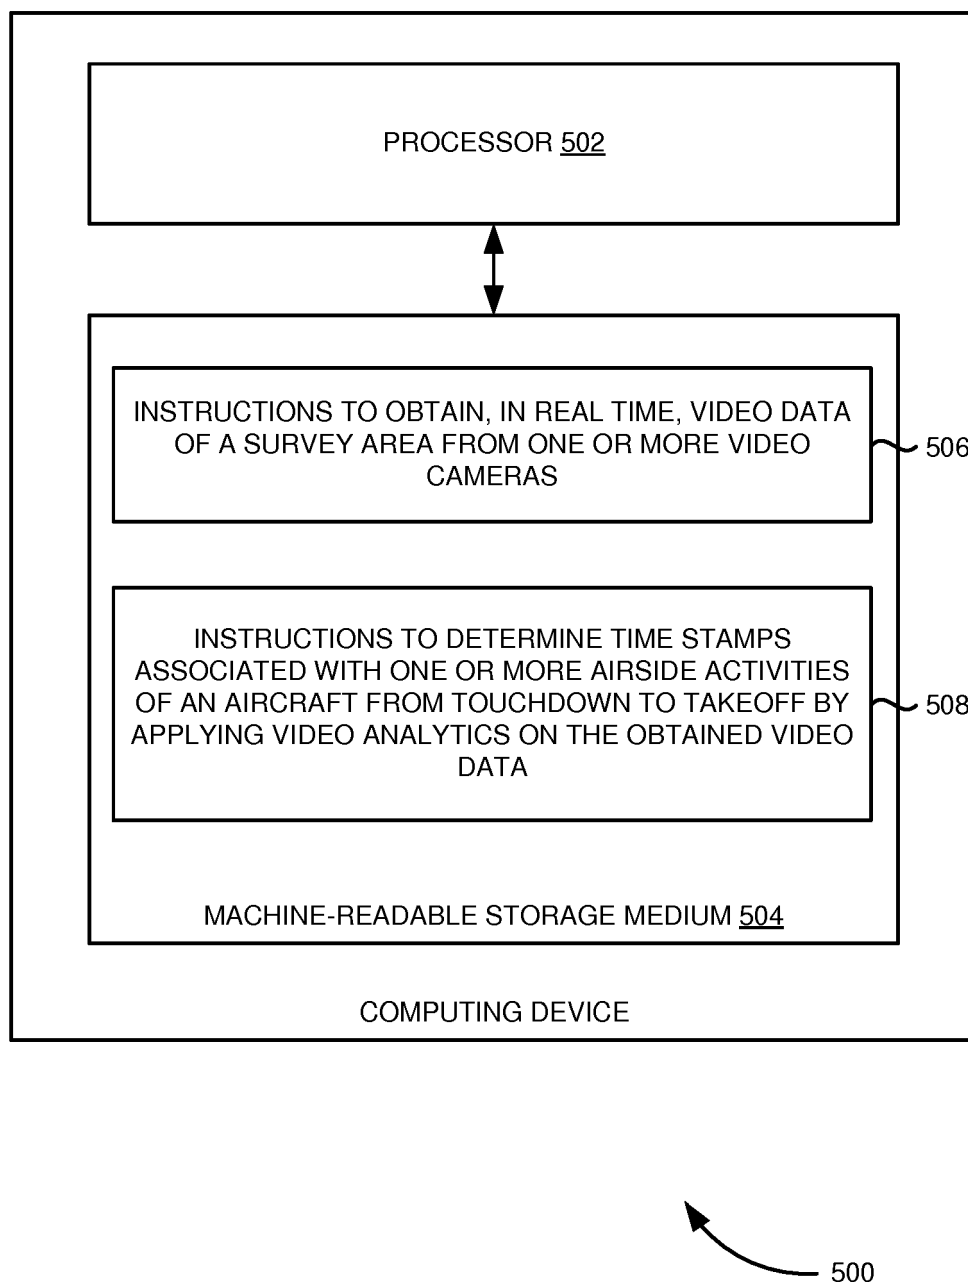 PROCESSOR 502
INSTRUCTIONS TO OBTAIN, IN REAL TIME, VIDEO DATA
OF A SURVEY AREA FROM ONE OR MORE VIDEO
CAMERAS
506
INSTRUCTIONS TO DETERMINE TIME STAMPS
ASSOCIATED WITH ONE OR MORE AIRSIDE ACTIVITIES
OF AN AIRCRAFT FROM TOUCHDOWN TO TAKEOFF BY
APPLYING VIDEO ANALYTICS ON THE OBTAINED VIDEO
DATA
508
MACHINE-READABLE STORAGE MEDIUM 504
COMPUTING DEVICE
500